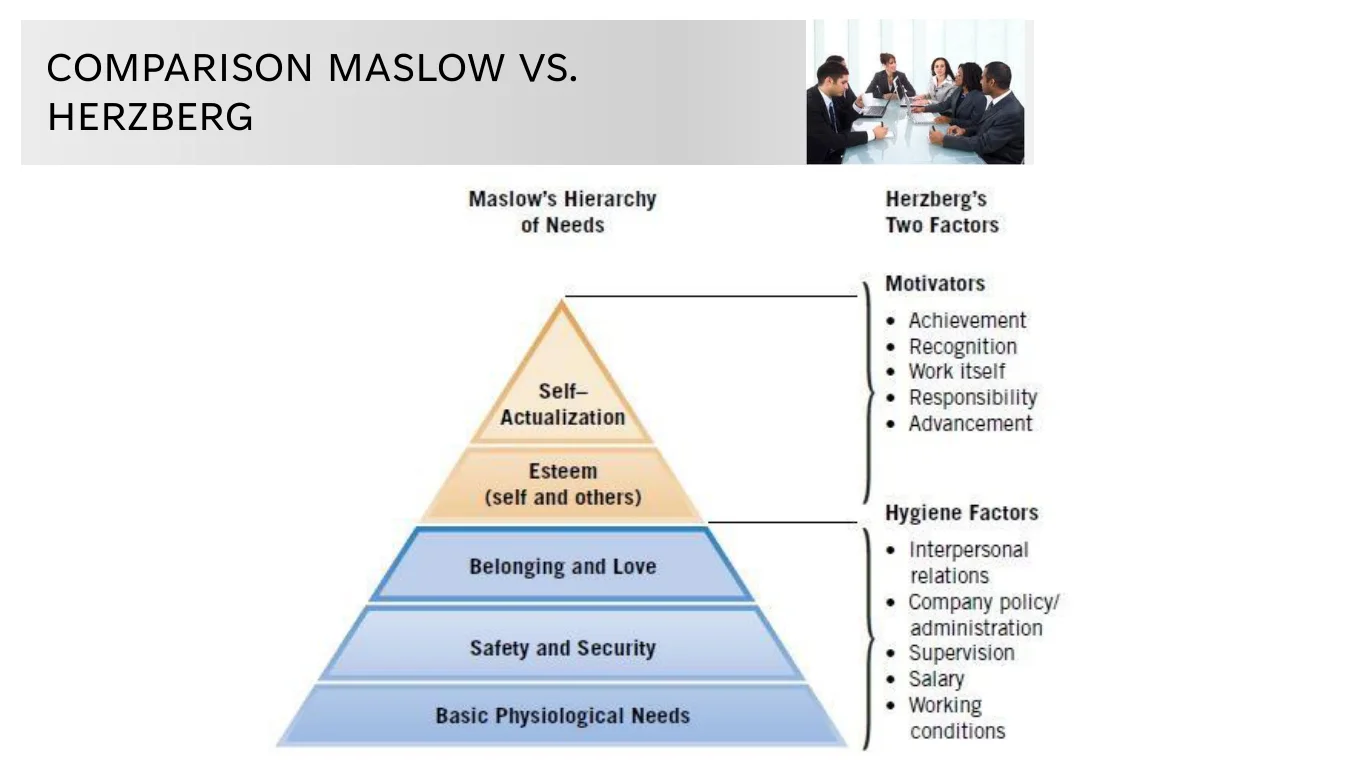 COMPARISON MASLOW VS.
HERZBERG
Maslow's Hierarchy
of Needs
Self–
Actualization
Esteem
(self and others)
Belonging and Love
Safety and Security
Basic Physiological Needs
Herzberg's
Two Factors
Motivators
• Achievement
• Recognition
• Work itself
• Responsibility
• Advancement
Hygiene Factors
• Interpersonal
relations
• Company policy/
administration
• Supervision
• Salary
• Working
conditions